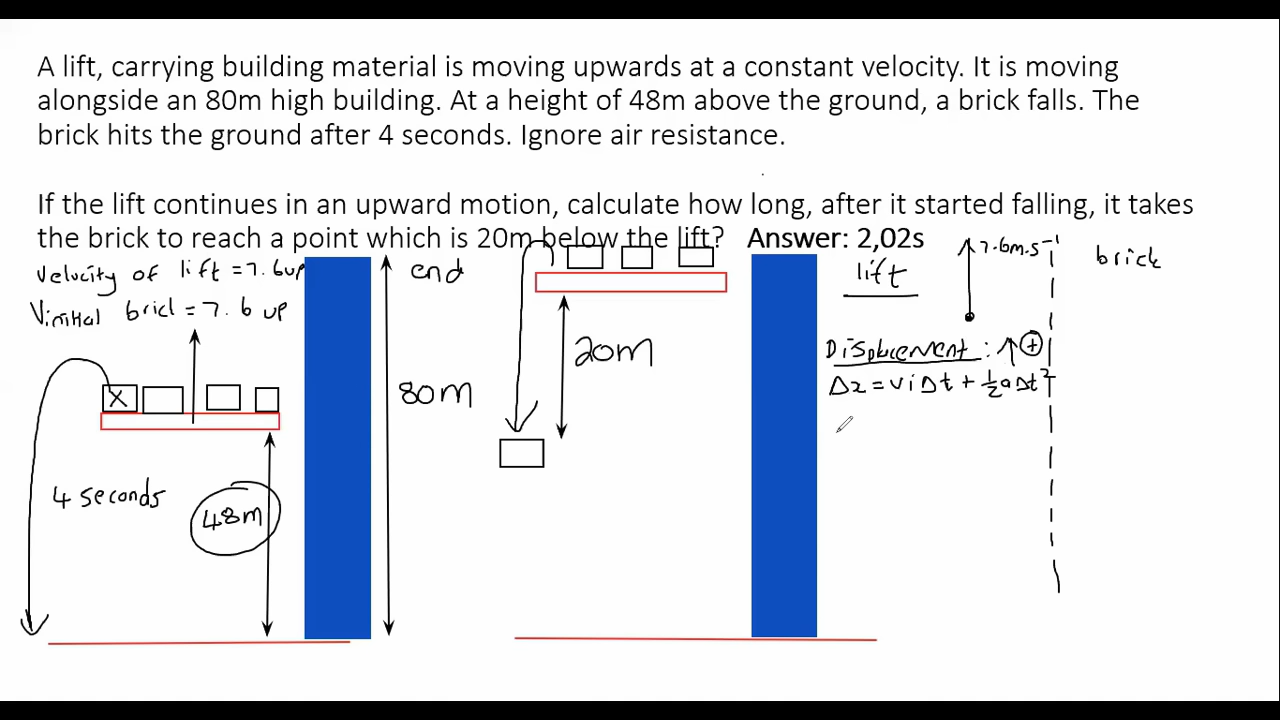 A lift, carrying building material is moving upwards at a constant velocity. It is moving
alongside an 80m high building. At a height of 48m above the ground, a brick falls. The
brick hits the ground after 4 seconds. Ignore air resistance.
If the lift continues in an upward motion, calculate how long, after it started falling, it takes
the brick to reach a point which is 20m below the lift? Answer: 2,02s
velocity of lift = 7.6 up
Vinitial brick = 7.6 up
end
lift
7.6m.s⁻¹
brick
X
20m
80m
Displacement: ↑⊕
Δx = viΔt + ½aΔt²
4 seconds
48m